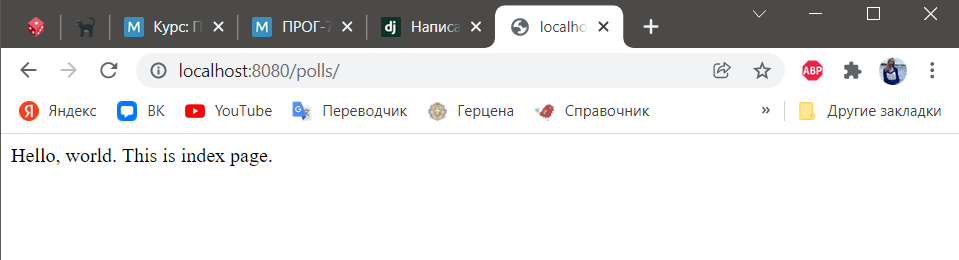 Курс: П ПРОГ-7 Написа localho
localhost:8080/polls/ ABP
Яндекс ВК YouTube Переводчик Герцена Справочник » Другие закладки
Hello, world. This is index page.